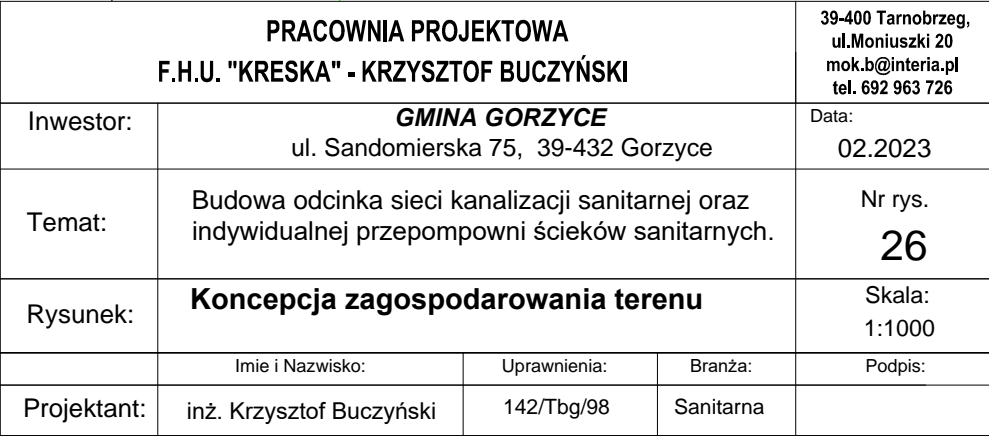 PRACOWNIA PROJEKTOWA
F.H.U. "KRESKA" - KRZYSZTOF BUCZYŃSKI
39-400 Tarnobrzeg,
ul.Moniuszki 20
mok.b@interia.pl
tel. 692 963 726
Inwestor:
GMINA GORZYCE
ul. Sandomierska 75, 39-432 Gorzyce
Data:
02.2023
Temat:
Budowa odcinka sieci kanalizacji sanitarnej oraz
indywidualnej przepompowni ścieków sanitarnych.
Nr rys.
26
Rysunek:
Koncepcja zagospodarowania terenu
Skala:
1:1000
Imie i Nazwisko:
Uprawnienia:
Branża:
Podpis:
Projektant:
inż. Krzysztof Buczyński
142/Tbg/98
Sanitarna